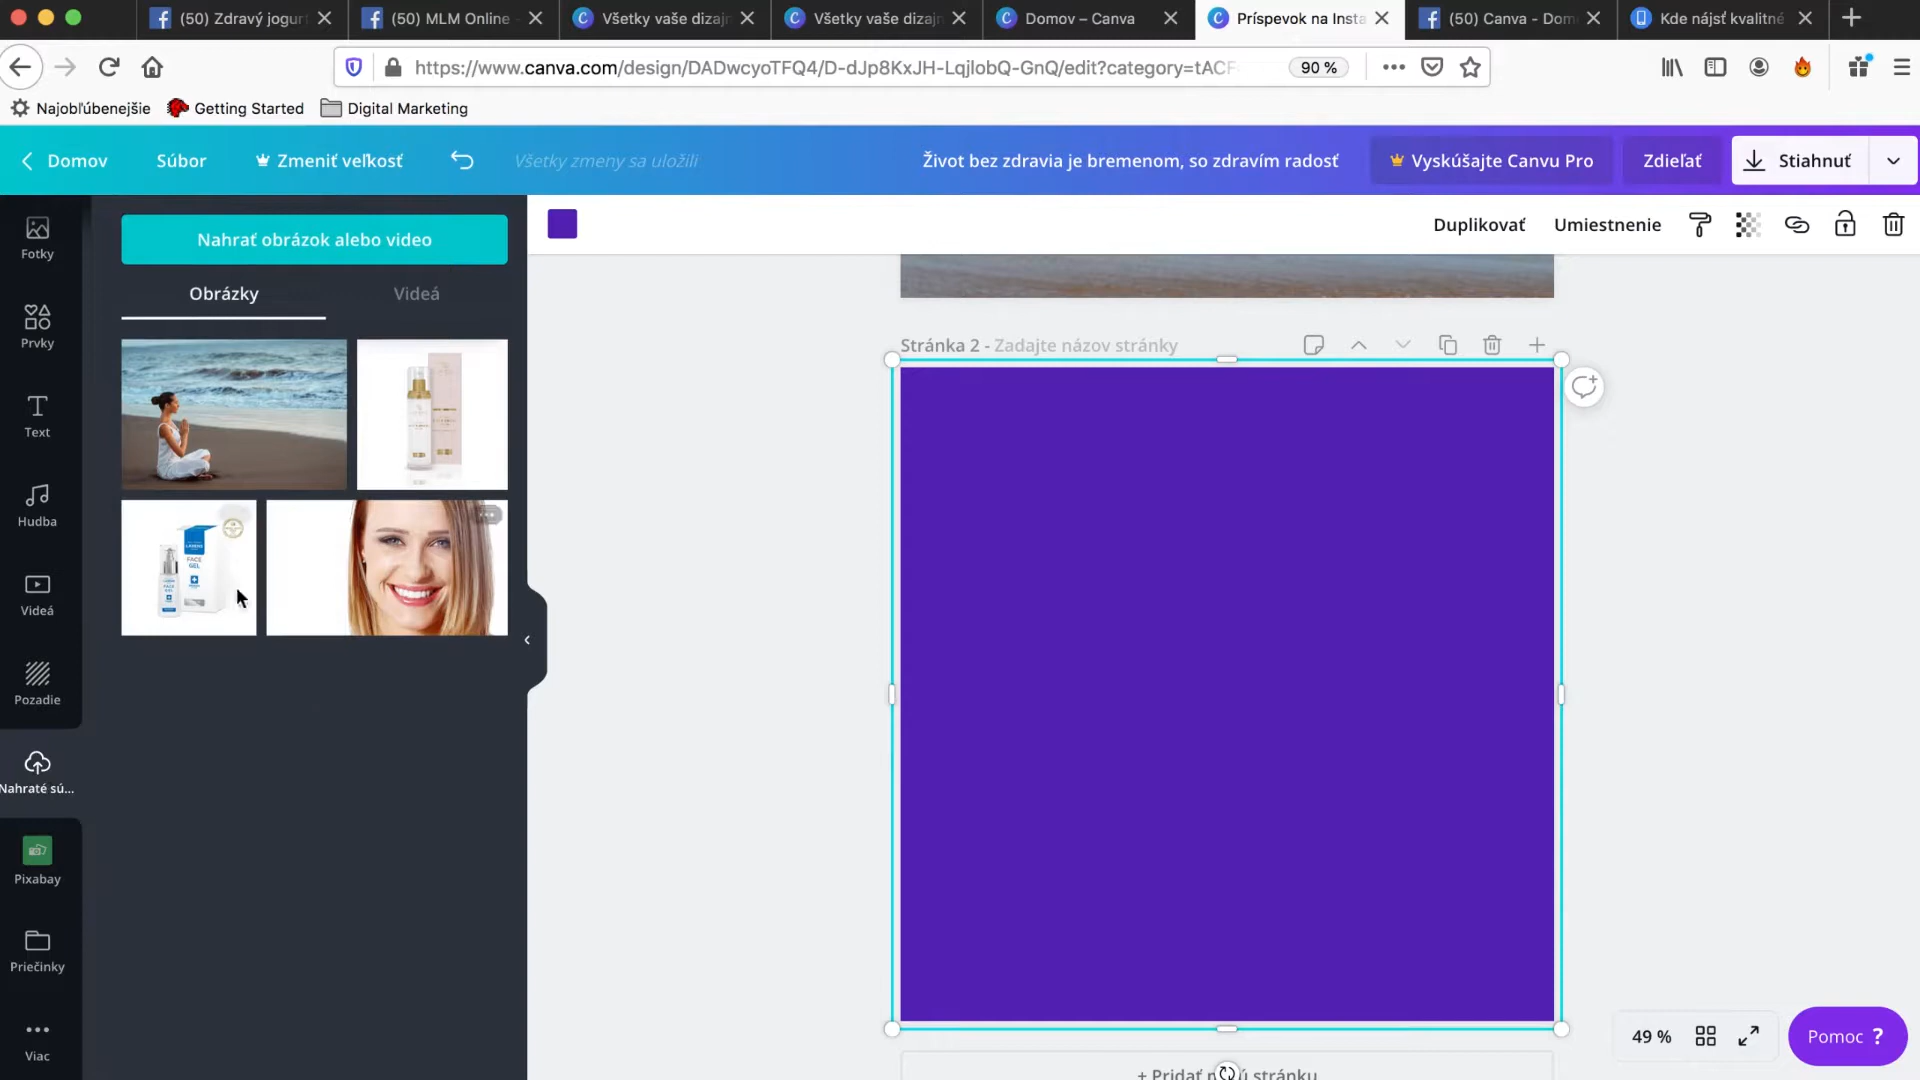 (50) Zdravý jogur
(50) MLM Online -
Všetky vaše dizajn
Všetky vaše dizajn
Domov – Canva
Príspevok na Insta
(50) Canva - Dom
Kde nájsť kvalitné
https://www.canva.com/design/DADwcyoTFQ4/D-dJp8KxJH-LqjlobQ-GnQ/edit?category=tACF
90 %
Najobľúbenejšie
Getting Started
Digital Marketing
Domov
Súbor
Zmeniť veľkosť
Všetky zmeny sa uložili
Život bez zdravia je bremenom, so zdravím radosť
Vyskúšajte Canvu Pro
Zdieľať
Stiahnuť
Fotky
Prvky
Text
Hudba
Videá
Pozadie
Nahraté sú...
Pixabay
Priečinky
Viac
Nahrať obrázok alebo video
Obrázky
Videá
FACE
GEL
Duplikovať
Umiestnenie
Stránka 2 - Zadajte názov stránky
+ Pridať stránku
49 %
Pomoc ?